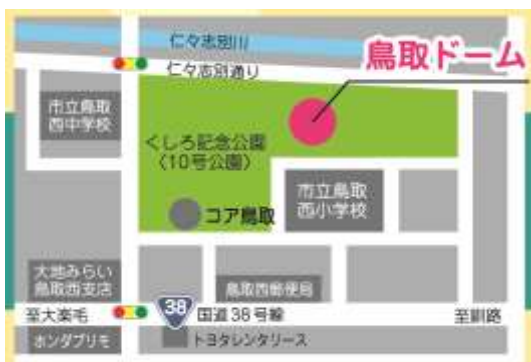 仁々志別川
鳥取ドーム
仁々志別通り
市立鳥取
西中学校
くしろ記念公園
(10号公園)
市立鳥取
西小学校
コア鳥取
大地みらい
鳥取西支店
鳥取西郵便局
至大楽毛
38
国道38号線
至釧路
ホンダプリモ
トヨタレンタリース